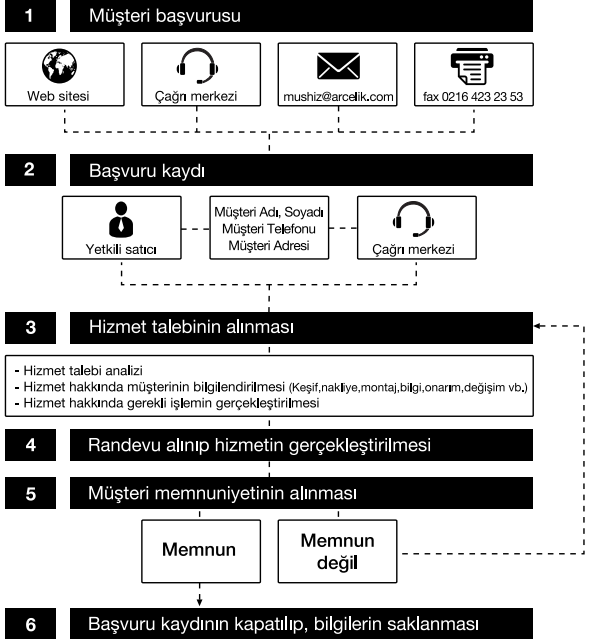 1 Müşteri başvurusu
Web sitesi
Çağrı merkezi
mushiz@arcelik.com
fax 0216 423 23 53
2 Başvuru kaydı
Yetkili satıcı
Müşteri Adı, Soyadı
Müşteri Telefonu
Müşteri Adresi
Çağrı merkezi
3 Hizmet talebinin alınması
- Hizmet talebi analizi
- Hizmet hakkında müşterinin bilgilendirilmesi (Keşif,nakliye,montaj,bilgi,onarım,değişim vb.)
- Hizmet hakkında gerekli işlemin gerçekleştirilmesi
4 Randevu alınıp hizmetin gerçekleştirilmesi
5 Müşteri memnuniyetinin alınması
Memnun
Memnun
değil
6 Başvuru kaydının kapatılıp, bilgilerin saklanması